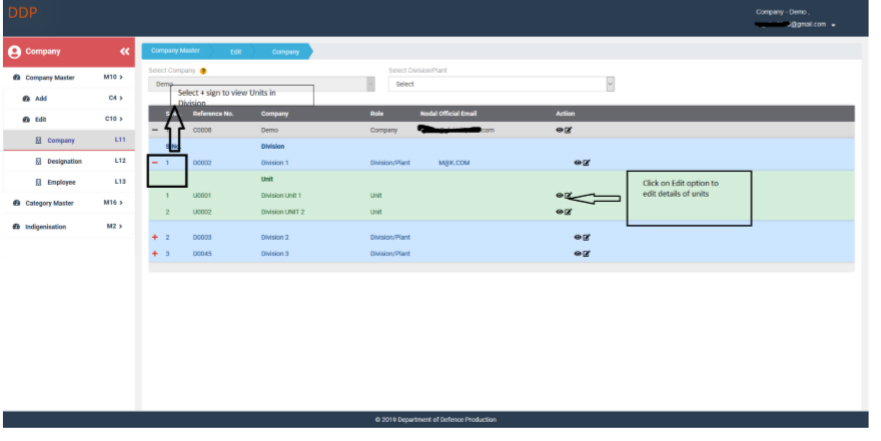 DDP
Company - Demo ,
@gmail.com
Company
Company Master M10
Add C4
Edit C10
Company L11
Designation L12
Employee L13
Category Master M16
Indigenisation M2
Company Master Edit Company
Select Company Select Division/Plant
Demo Select
Select + sign to view Units in
Division
Reference No. Company Role Nodal Official Email Action
C0008 Demo Company .com
Division
1 D0002 Division 1 Division/Plant M@K.COM
Unit
1 U0001 Division Unit 1 Unit
2 U0002 Division UNIT 2 Unit
Click on Edit option to
edit details of units
+ 2 D0003 Division 2 Division/Plant
+ 3 D0045 Division 3 Division/Plant
© 2019 Department of Defence Production